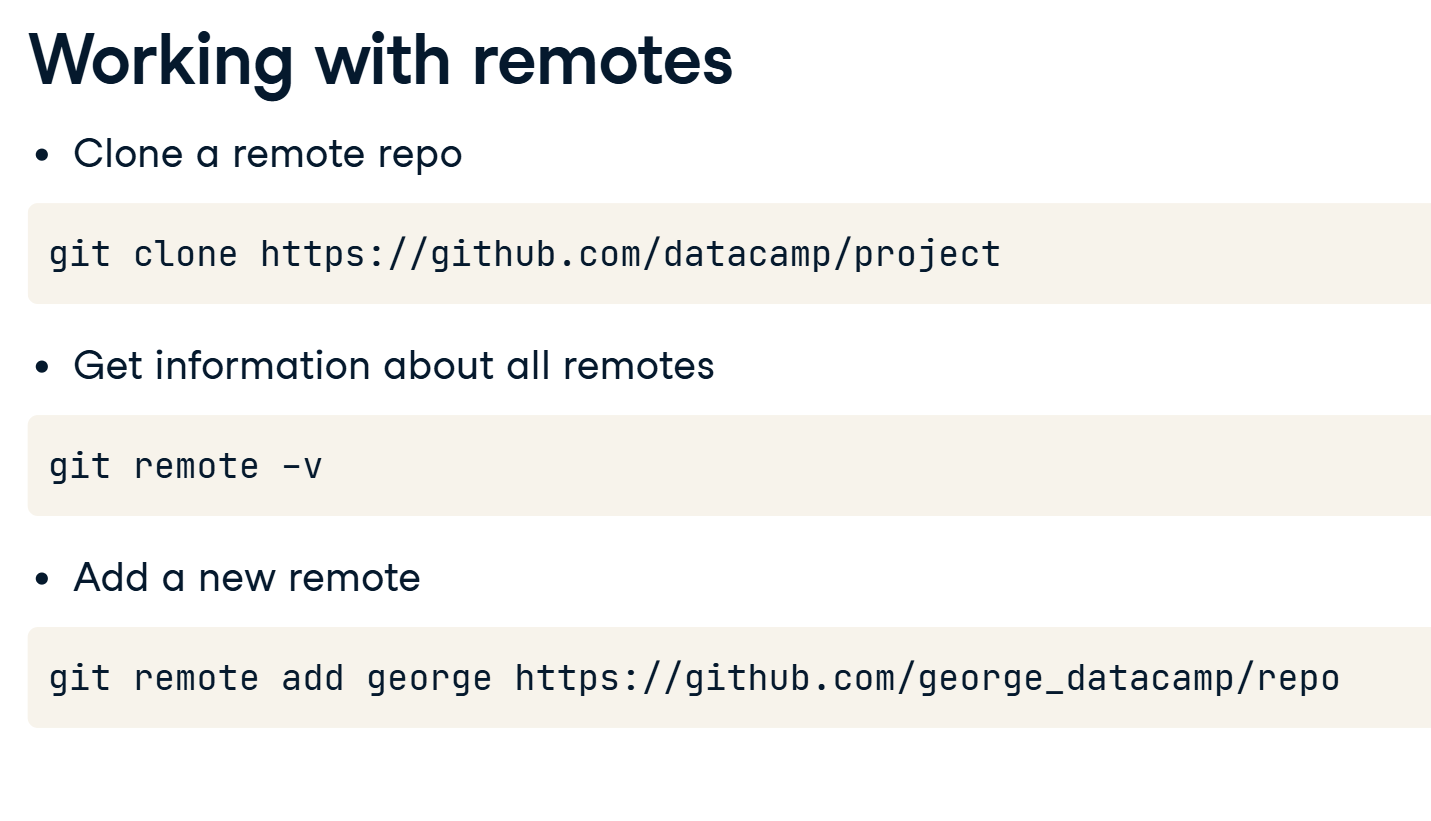 Working with remotes
• Clone a remote repo
git clone https://github.com/datacamp/project
• Get information about all remotes
git remote -v
• Add a new remote
git remote add george https://github.com/george_datacamp/repo